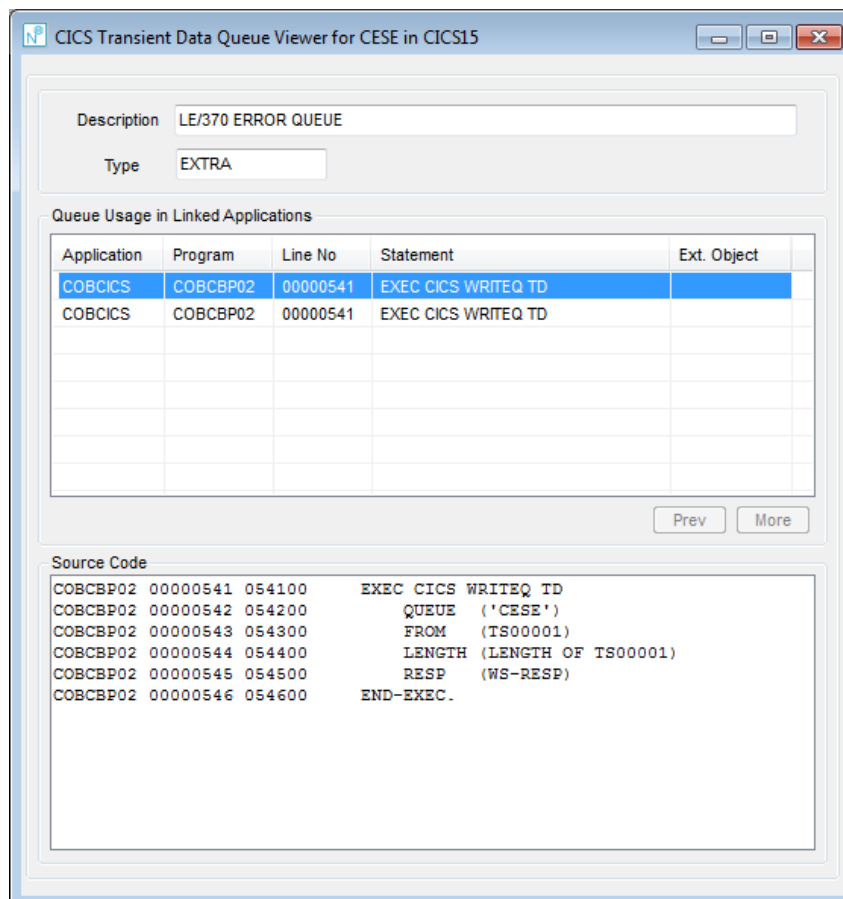 N CICS Transient Data Queue Viewer for CESE in CICS15
Description LE/370 ERROR QUEUE
Type EXTRA
Queue Usage in Linked Applications
Application Program Line No Statement Ext. Object
COBCICS COBCBP02 00000541 EXEC CICS WRITEQ TD
COBCICS COBCBP02 00000541 EXEC CICS WRITEQ TD
Prev More
Source Code
COBCBP02 00000541 054100 EXEC CICS WRITEQ TD
COBCBP02 00000542 054200 QUEUE ('CESE')
COBCBP02 00000543 054300 FROM (TS00001)
COBCBP02 00000544 054400 LENGTH (LENGTH OF TS00001)
COBCBP02 00000545 054500 RESP (WS-RESP)
COBCBP02 00000546 054600 END-EXEC.